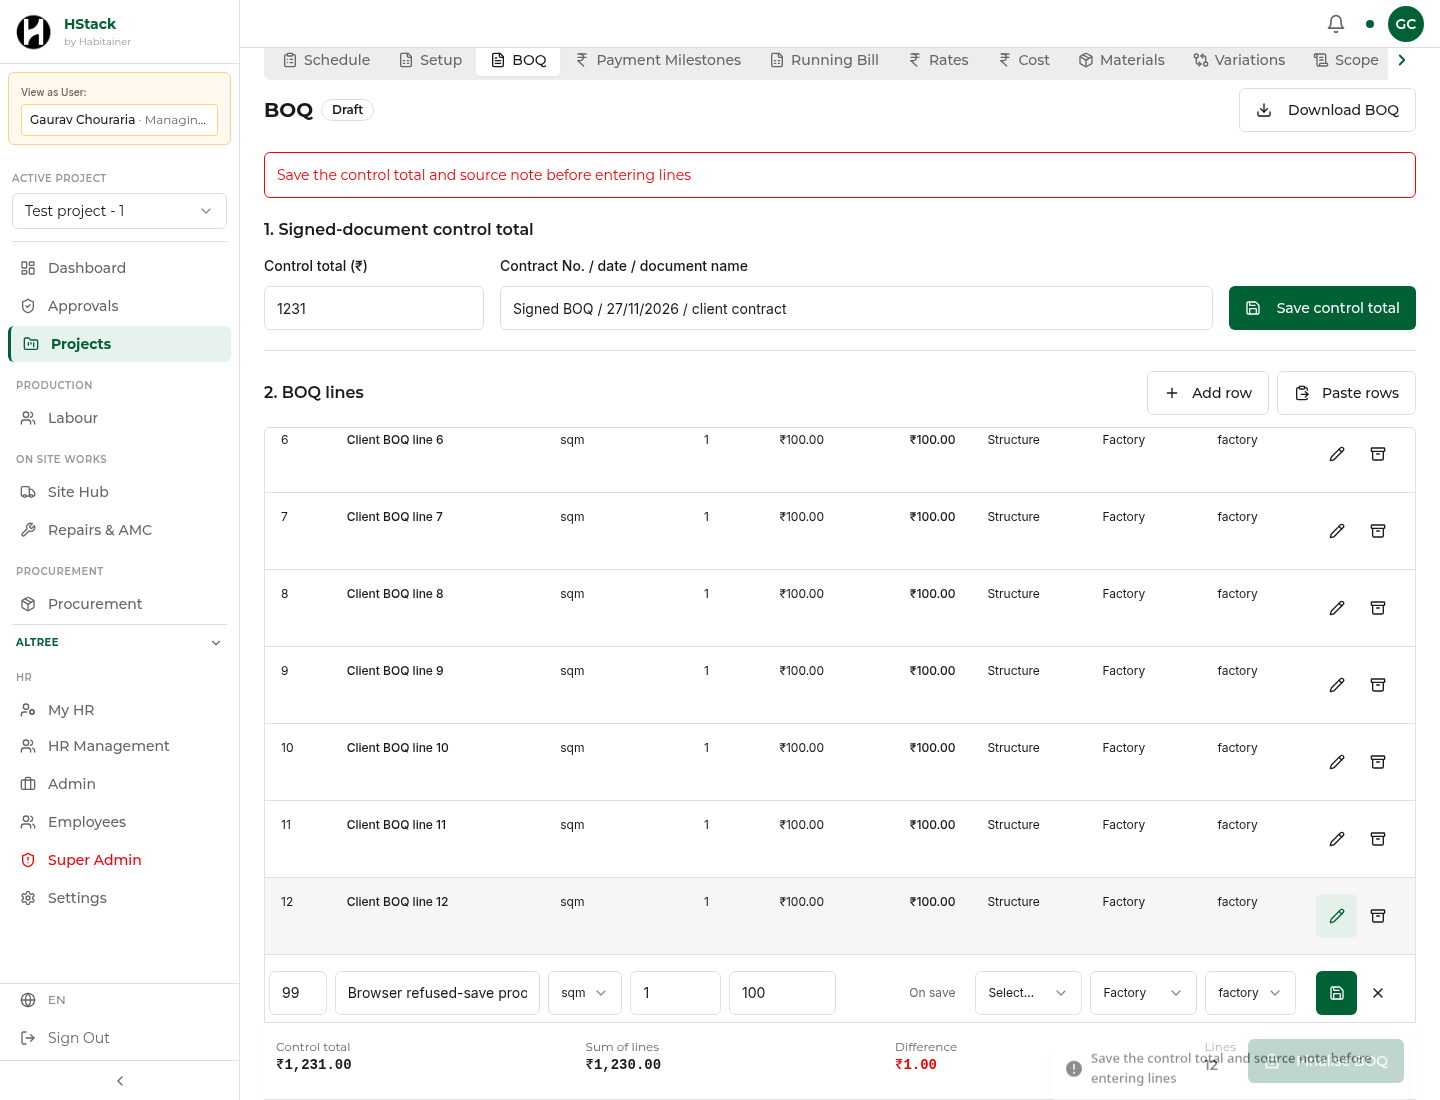 HStack
by Habitainer
GC
View as User:
Gaurav Chouraria · Managin...
ACTIVE PROJECT
Test project - 1
Dashboard
Approvals
Projects
PRODUCTION
Labour
ON SITE WORKS
Site Hub
Repairs & AMC
PROCUREMENT
Procurement
ALTREE
HR
My HR
HR Management
Admin
Employees
Super Admin
Settings
EN
Sign Out
Schedule Setup BOQ Payment Milestones Running Bill Rates Cost Materials Variations Scope
BOQ Draft Download BOQ
Save the control total and source note before entering lines
1. Signed-document control total
Control total (₹) Contract No. / date / document name
1231 Signed BOQ / 27/11/2026 / client contract Save control total
2. BOQ lines Add row Paste rows
6 Client BOQ line 6 sqm 1 ₹100.00 ₹100.00 Structure Factory factory
7 Client BOQ line 7 sqm 1 ₹100.00 ₹100.00 Structure Factory factory
8 Client BOQ line 8 sqm 1 ₹100.00 ₹100.00 Structure Factory factory
9 Client BOQ line 9 sqm 1 ₹100.00 ₹100.00 Structure Factory factory
10 Client BOQ line 10 sqm 1 ₹100.00 ₹100.00 Structure Factory factory
11 Client BOQ line 11 sqm 1 ₹100.00 ₹100.00 Structure Factory factory
12 Client BOQ line 12 sqm 1 ₹100.00 ₹100.00 Structure Factory factory
99 Browser refused-save proc sqm 1 100 On save Select... Factory factory
Control total Sum of lines Difference Lines
₹1,231.00 ₹1,230.00 ₹1.00 12 Finalise BOQ
Save the control total and source note before
entering lines